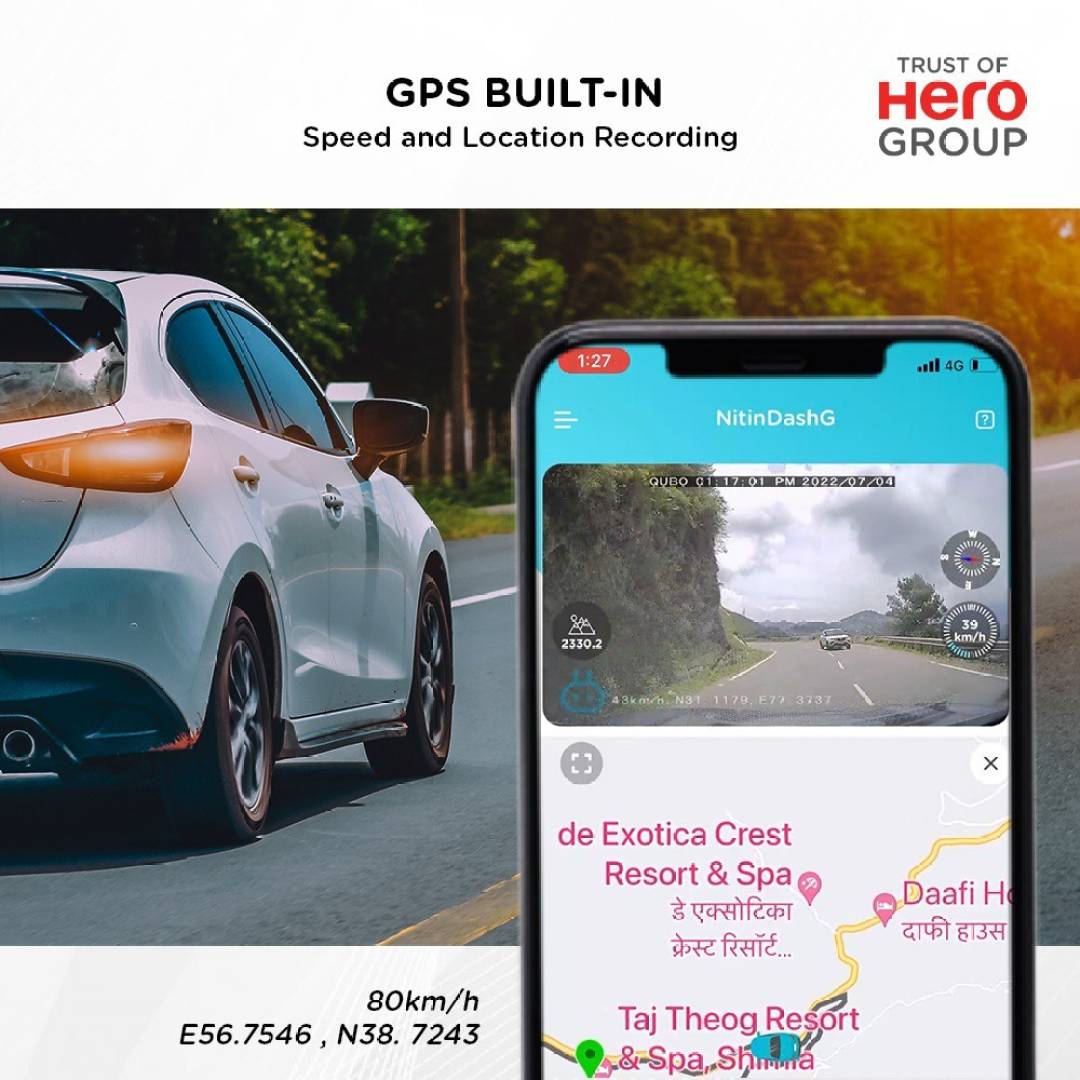 GPS BUILT-IN
Speed and Location Recording
TRUST OF
Hero
GROUP
1:27
4G
NitinDashG
?
QUBO 01:17:01 PM 2022/07/04
W
S
N
E
2330.2
39
km/h
43km/h, N31.1179, E77.3737
de Exotica Crest
Resort & Spa
डे एक्सोटिका
क्रेस्ट रिसॉर्ट...
Daafi Ho
दाफी हाउस
Taj Theog Resort
& Spa, Shimla
80km/h
E56.7546 , N38. 7243